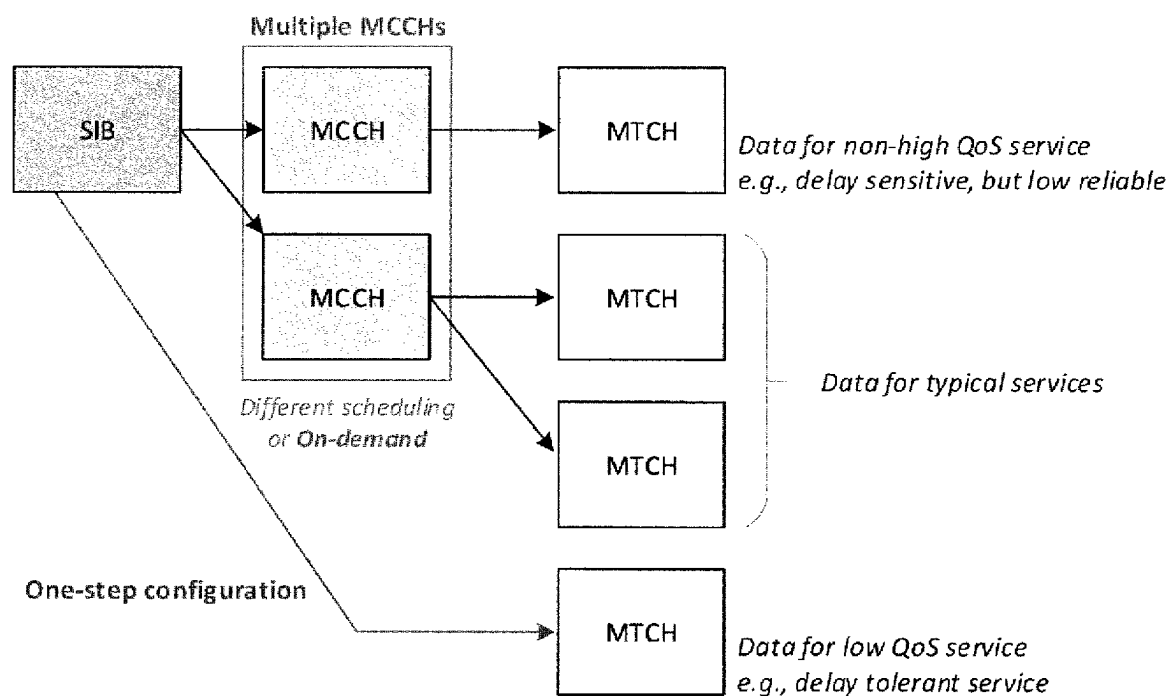 Multiple MCCHs
SIB
MCCH
MTCH
Data for non-high QoS service
e.g., delay sensitive, but low reliable
MCCH
MTCH
Different scheduling
or On-demand
Data for typical services
MTCH
One-step configuration
MTCH
Data for low QoS service
e.g., delay tolerant service